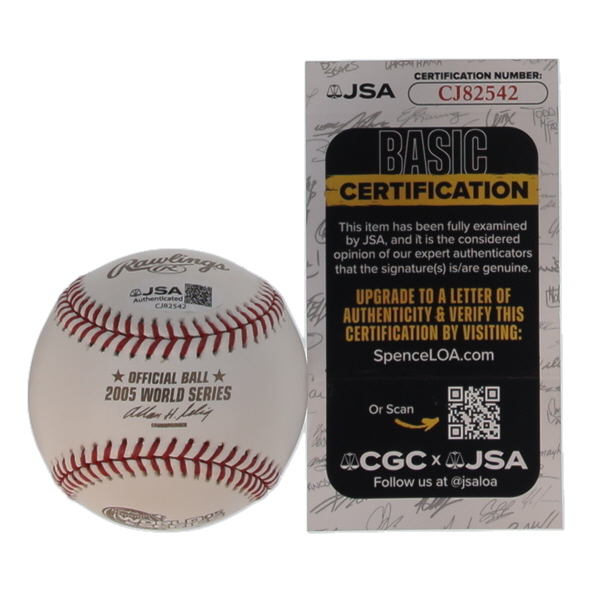 Rawlings
R
JSA
Authenticated
CJ82542
★ OFFICIAL BALL ★
2005 WORLD SERIES
Allan H. Selig
JSA
CERTIFICATION NUMBER:
CJ82542
BASIC
CERTIFICATION
This item has been fully examined
by JSA, and it is the considered
opinion of our expert authenticators
that the signature(s) is/are genuine.
UPGRADE TO A LETTER OF
AUTHENTICITY & VERIFY THIS
CERTIFICATION BY VISITING:
SpenceLOA.com
Or Scan
CGC x JSA
Follow us at @jsaloa